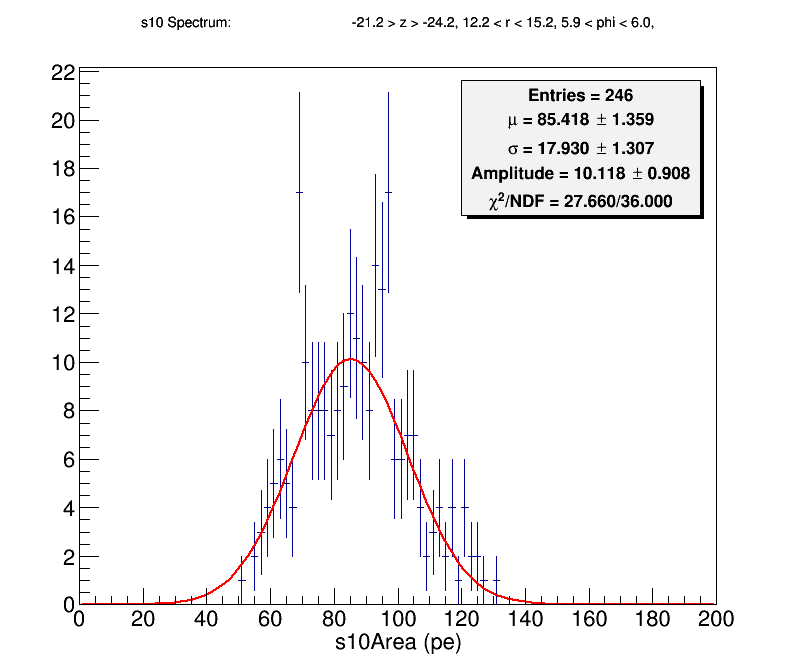 s10 Spectrum: -21.2 > z > -24.2, 12.2 < r < 15.2, 5.9 < phi < 6.0,
Entries = 246
μ = 85.418 ± 1.359
σ = 17.930 ± 1.307
Amplitude = 10.118 ± 0.908
χ²/NDF = 27.660/36.000
22
20
18
16
14
12
10
8
6
4
2
0
0 20 40 60 80 100 120 140 160 180 200
s10Area (pe)